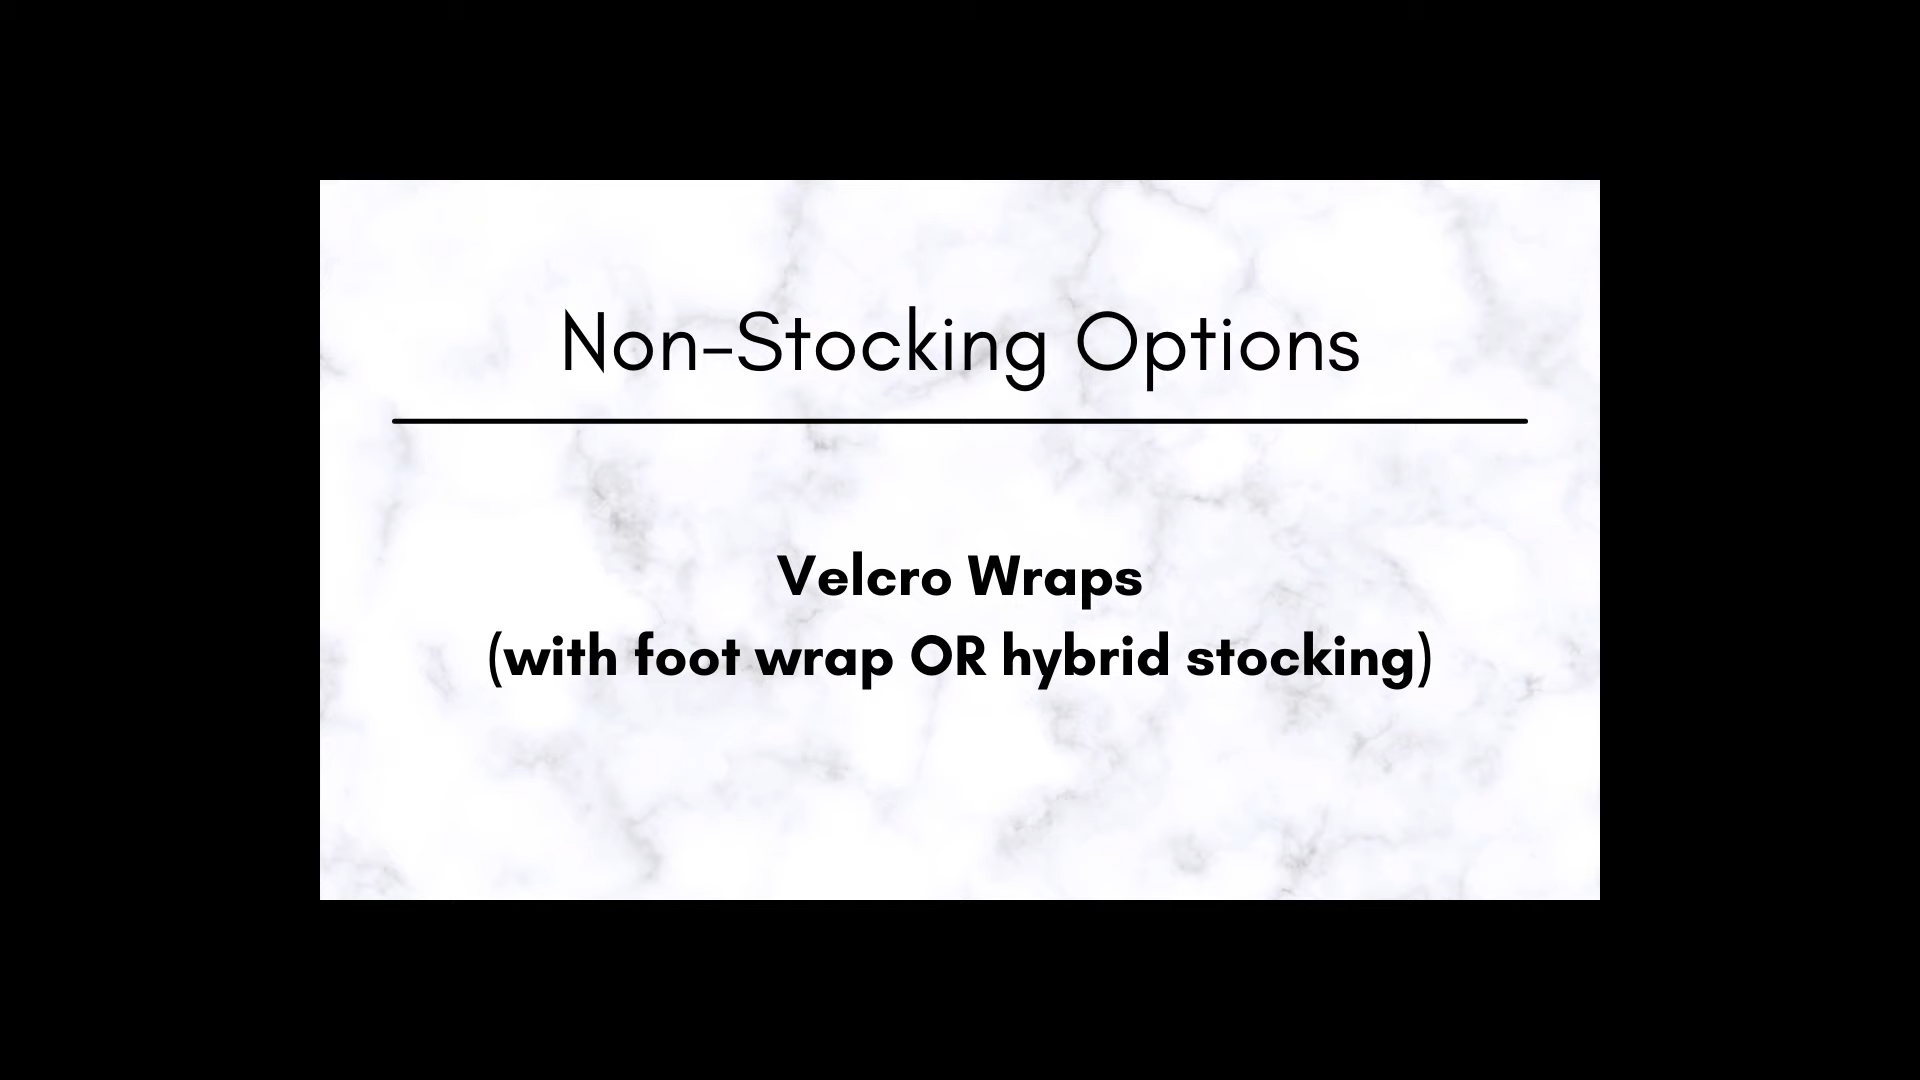 Non-Stocking Options
Velcro Wraps
(with foot wrap OR hybrid stocking)